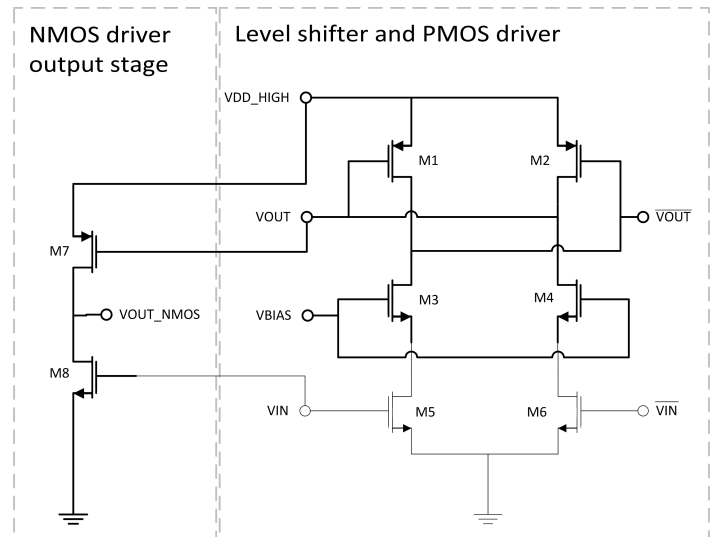 NMOS driver
output stage
Level shifter and PMOS driver
VDD_HIGH
M1
M2
VOUT
VOUT
M7
M3
M4
VOUT_NMOS
VBIAS
M8
VIN
M5
M6
VIN